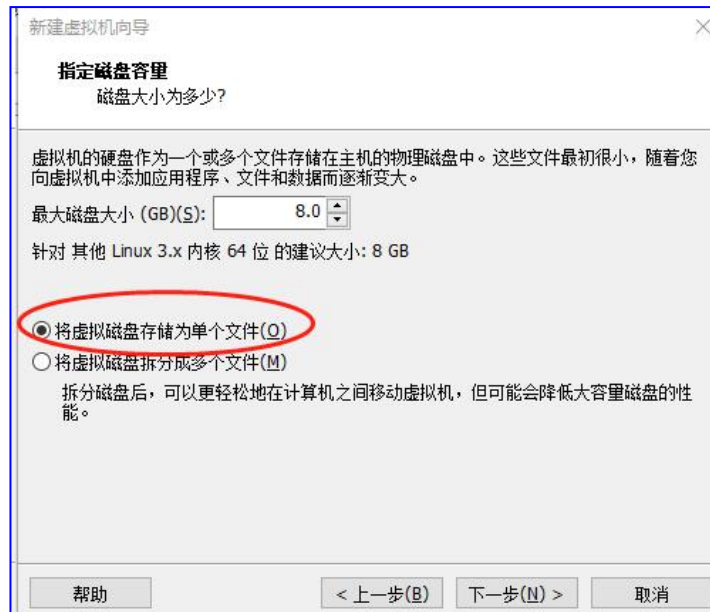 新建虚拟机向导
指定磁盘容量
磁盘大小为多少?
虚拟机的硬盘作为一个或多个文件存储在主机的物理磁盘中。这些文件最初很小，随着您
向虚拟机中添加应用程序、文件和数据而逐渐变大。
最大磁盘大小 (GB)(S): 8.0
针对 其他 Linux 3.x 内核 64 位 的建议大小: 8 GB
将虚拟磁盘存储为单个文件(O)
将虚拟磁盘拆分成多个文件(M)
拆分磁盘后，可以更轻松地在计算机之间移动虚拟机，但可能会降低大容量磁盘的性
能。
帮助 < 上一步(B) 下一步(N) > 取消